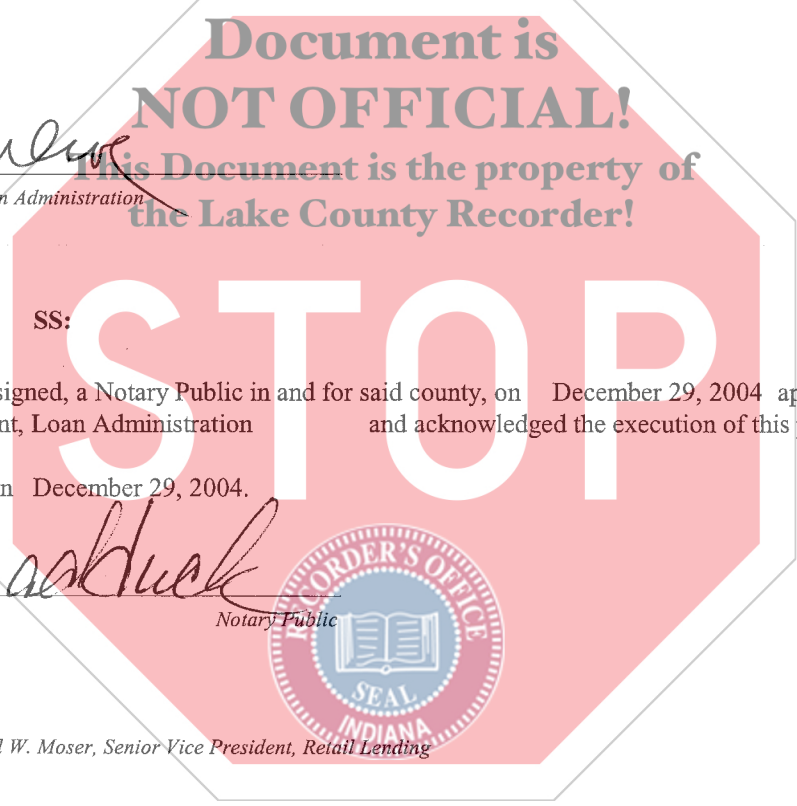 Document is
NOT OFFICIAL!
This Document is the property of
n Administration
the Lake County Recorder!
SS:
STOP
signed, a Notary Public in and for said county, on December 29, 2004 ap
nt, Loan Administration and acknowledged the execution of this
n December 29, 2004.
RECORDER'S OFFICE
Notary Public
SEAL
INDIANA
l W. Moser, Senior Vice President, Retail Lending